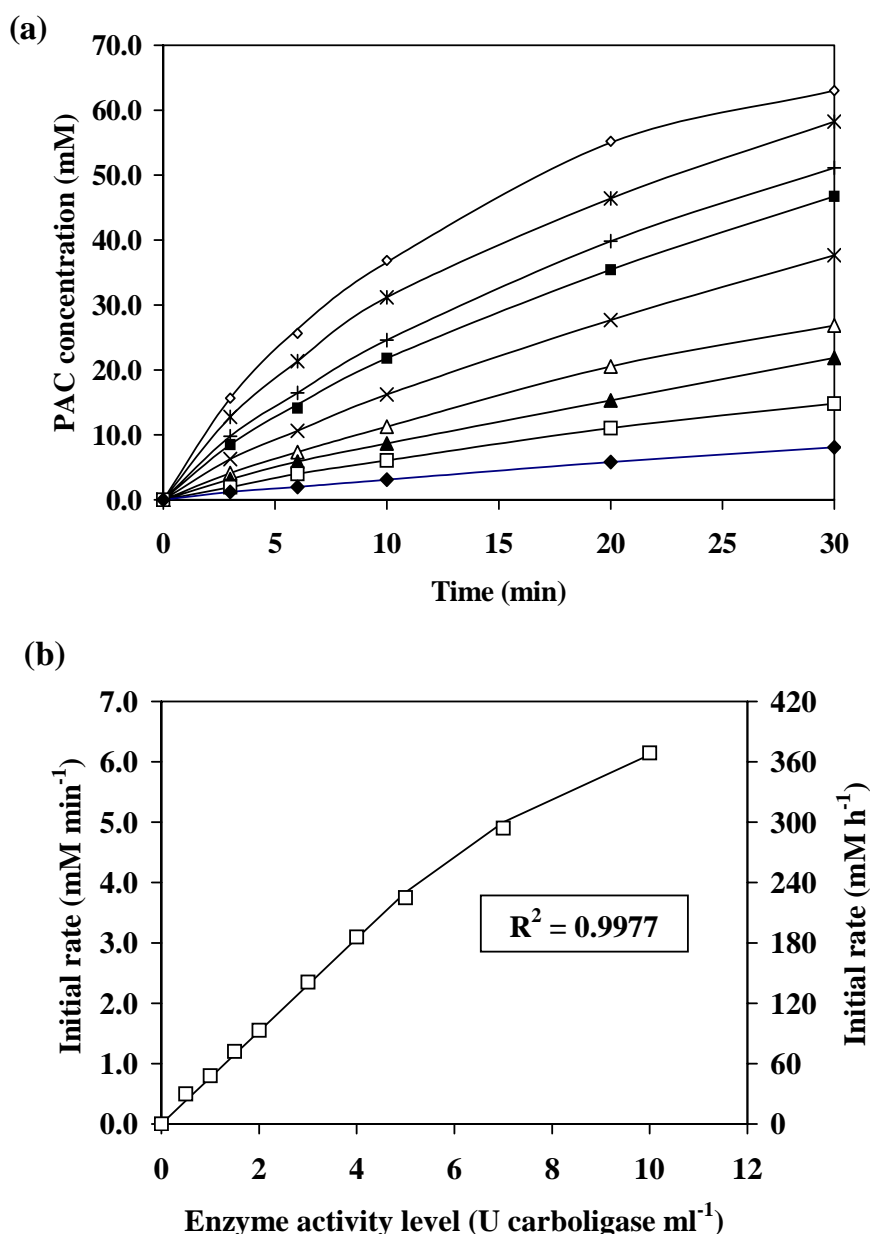 (a)
70.0
60.0
50.0
40.0
30.0
20.0
10.0
0.0
PAC concentration (mM)
0 5 10 15 20 25 30
Time (min)
(b)
7.0
6.0
5.0
4.0
3.0
2.0
1.0
0.0
Initial rate (mM min-1)
R2 = 0.9977
420
360
300
240
180
120
60
0
Initial rate (mM h-1)
0 2 4 6 8 10 12
Enzyme activity level (U carboligase ml-1)